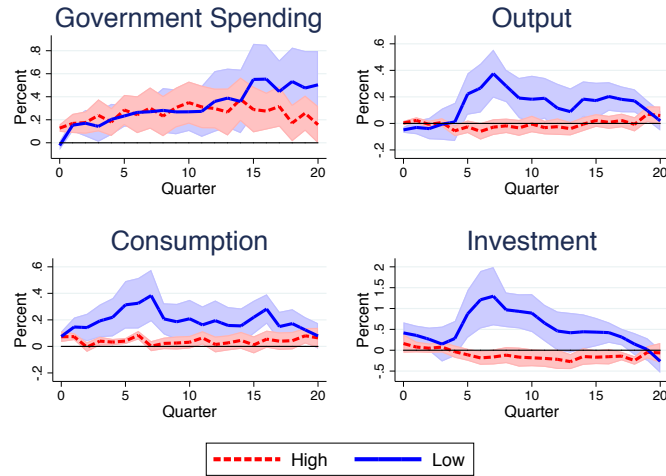 Government Spending
Percent
.8
.6
.4
.2
0
0 5 10 15 20
Quarter
Output
Percent
.6
.4
.2
0
-.2
0 5 10 15 20
Quarter
Consumption
Percent
.6
.4
.2
0
-.2
0 5 10 15 20
Quarter
Investment
Percent
2
1.5
1
.5
0
-.5
0 5 10 15 20
Quarter
High Low